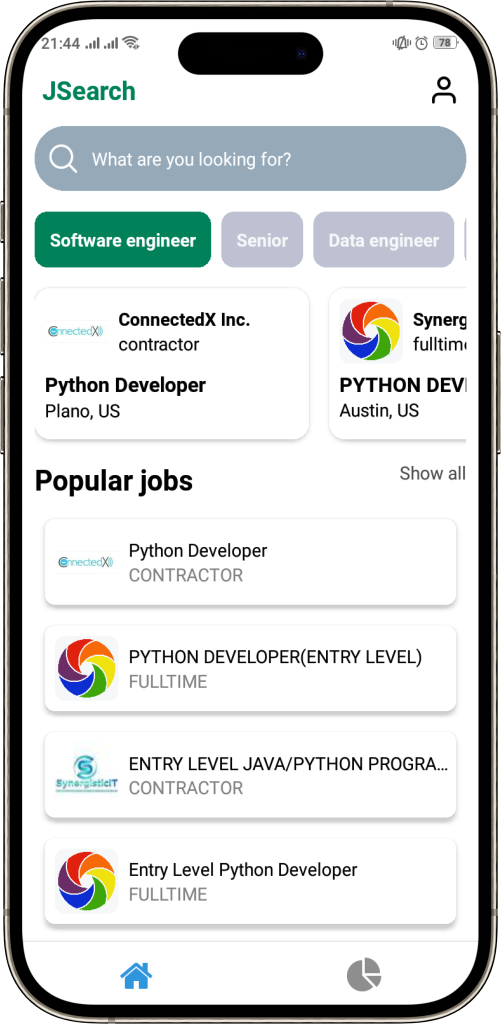 21:44
78
JSearch
What are you looking for?
Software engineer
Senior
Data engineer
ConnectedX
ConnectedX Inc.
contractor
Python Developer
Plano, US
Synerg
fulltime
PYTHON DEV
Austin, US
Popular jobs
Show all
ConnectedX
Python Developer
CONTRACTOR
PYTHON DEVELOPER(ENTRY LEVEL)
FULLTIME
SynergisticIT
ENTRY LEVEL JAVA/PYTHON PROGRA...
CONTRACTOR
Entry Level Python Developer
FULLTIME